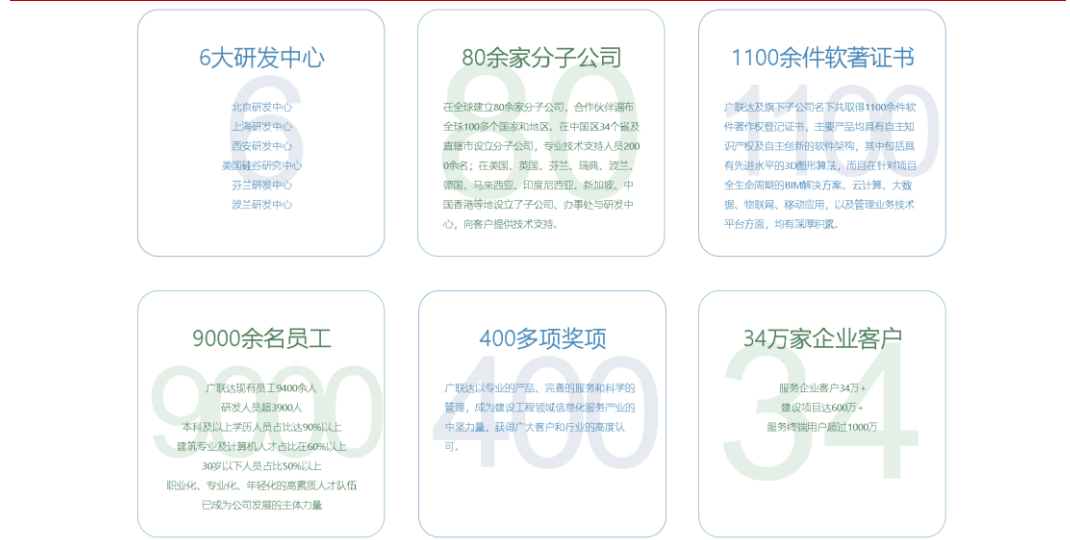 6大研发中心
6
北京研发中心
上海研发中心
西安研发中心
美国硅谷研究中心
芬兰研发中心
波兰研发中心
80余家分子公司
80
在全球建立80余家分子公司，合作伙伴遍布
全球100多个国家和地区。在中国区34个省及
直辖市设立分子公司，专业技术支持人员200
0余名；在美国、英国、芬兰、瑞典、波兰、
德国、马来西亚、印度尼西亚、新加坡、中
国香港等地设立了子公司、办事处与研发中
心，向客户提供技术支持。
1100余件软著证书
1100
广联达及旗下子公司名下共取得1100余件软
件著作权登记证书，主要产品均具有自主知
识产权及自主创新的软件架构，其中包括具
有先进水平的3D图形算法，而且在针对项目
全生命周期的BIM解决方案、云计算、大数
据、物联网、移动应用，以及管理业务技术
平台方面，均有深厚积累。
9000余名员工
9000
广联达现有员工9400余人
研发人员超3900人
本科及以上学历人员占比达90%以上
建筑专业及计算机人才占比在60%以上
30岁以下人员占比50%以上
职业化、专业化、年轻化的高素质人才队伍
已成为公司发展的主体力量
400多项奖项
400
广联达以专业的产品、完善的服务和科学的
管理，成为建设工程领域信息化服务产业的
中坚力量，获得广大客户和行业的高度认
可。
34万家企业客户
34
服务企业客户34万+
建设项目达600万+
服务终端用户超过1000万